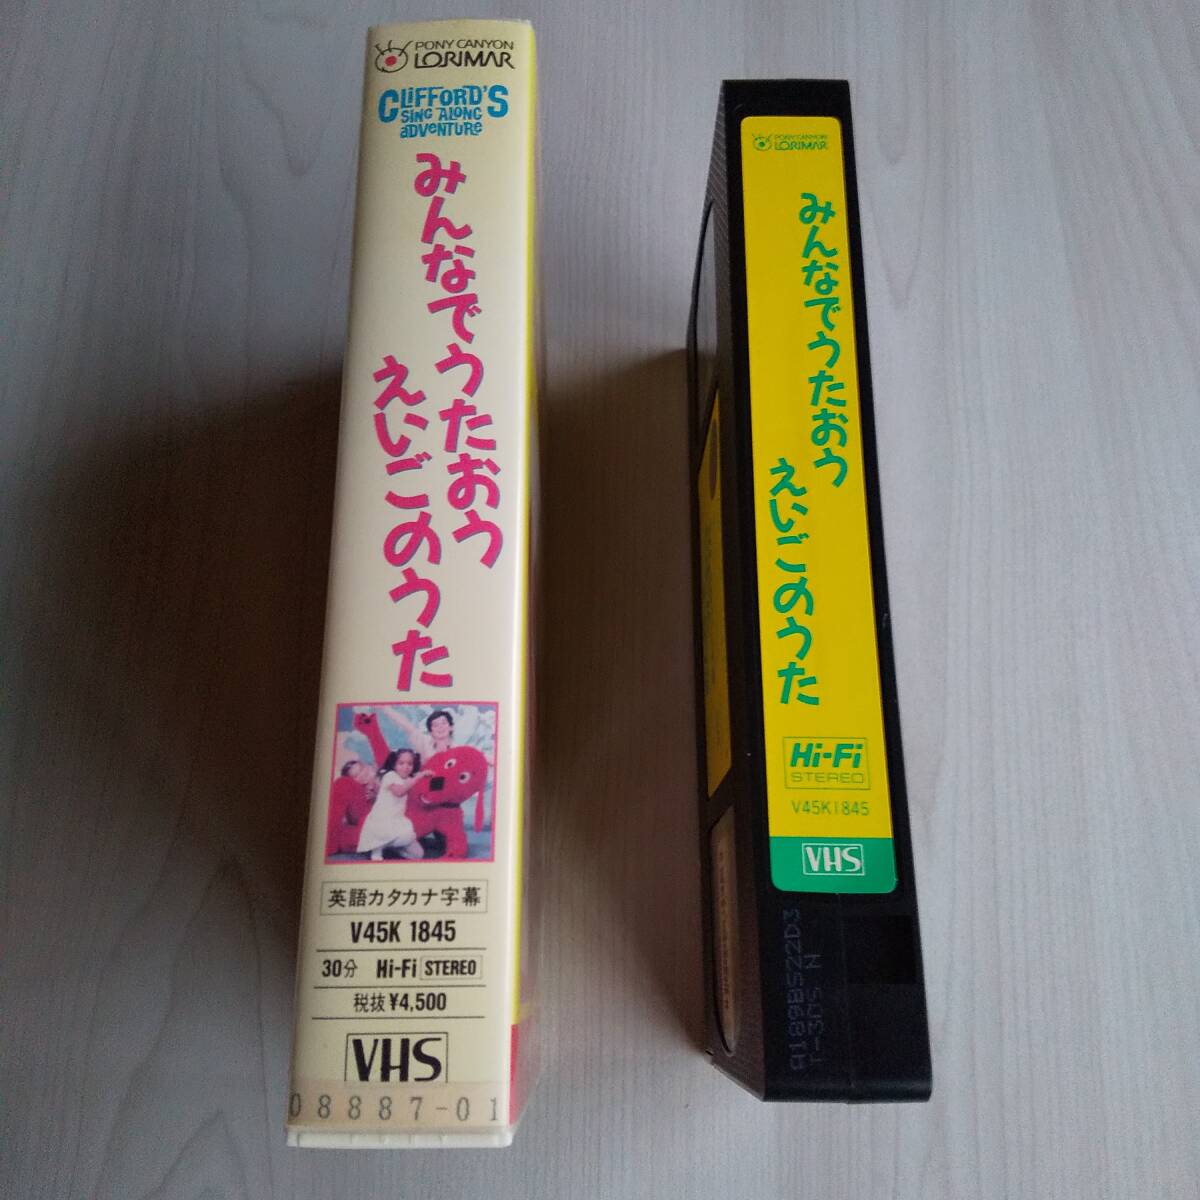 PONY CANYON
LORIMAR
CLIFFORD'S
SING ALONG
ADVENTURE
みんなでうたおう
えいごのうた
英語カタカナ字幕
V45K 1845
30分 Hi-Fi STEREO
税抜¥4,500
VHS
08887-01
PONY CANYON
LORIMAR
みんなでうたおう
えいごのうた
Hi-Fi
STEREO
V45K1845
VHS
A189B522D3
T-30S N